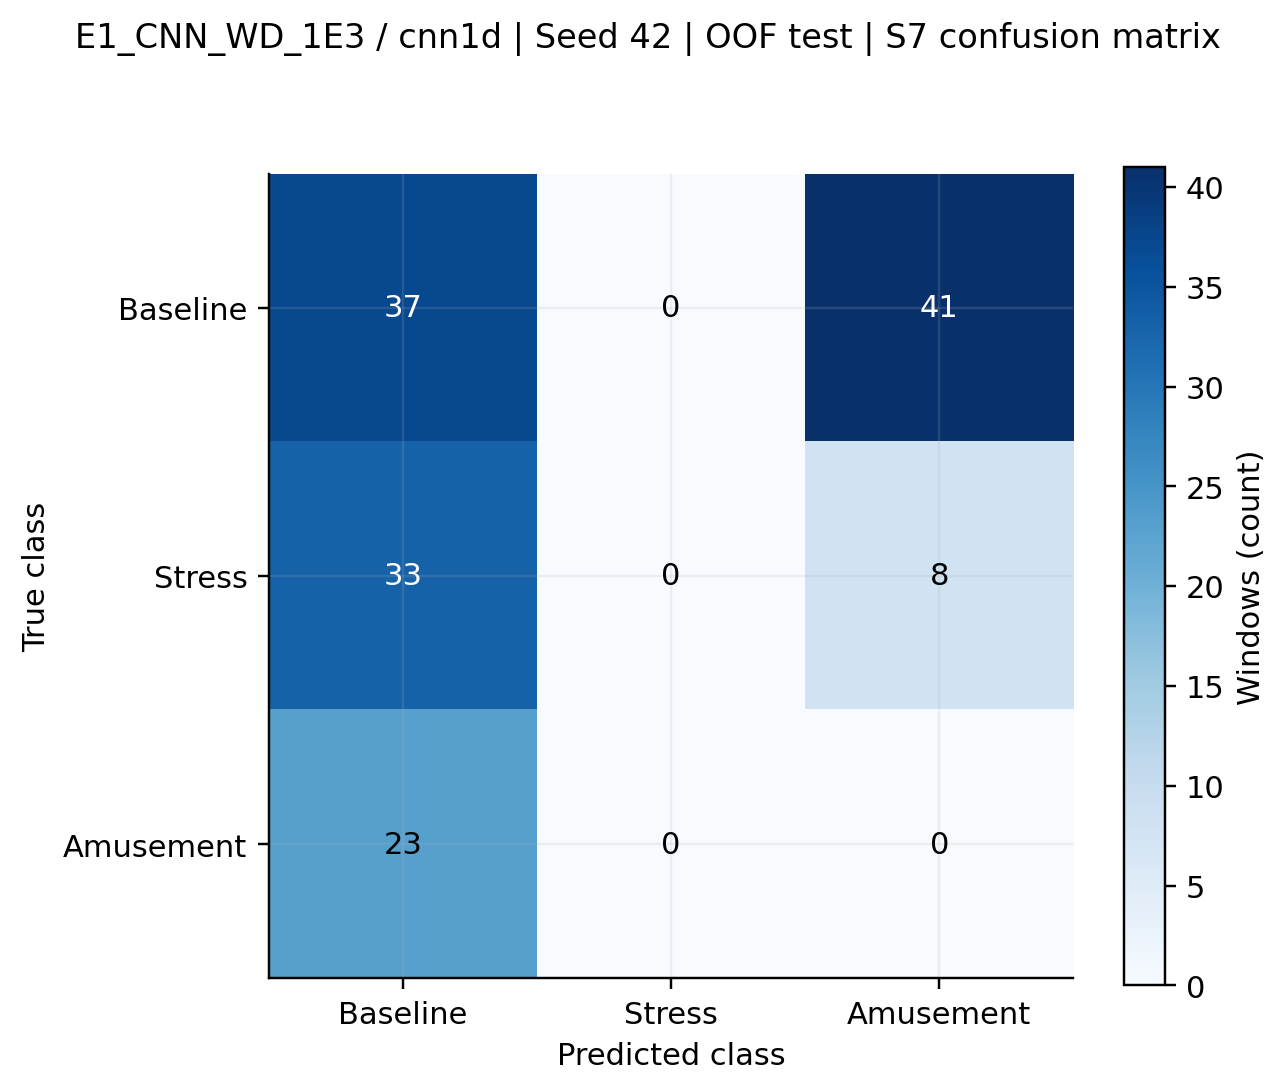 E1_CNN_WD_1E3 / cnn1d | Seed 42 | OOF test | S7 confusion matrix
Baseline 37 0 41
Stress 33 0 8
Amusement 23 0 0
Baseline Stress Amusement
Predicted class
True class
40
35
30
25
20
15
10
5
0
Windows (count)